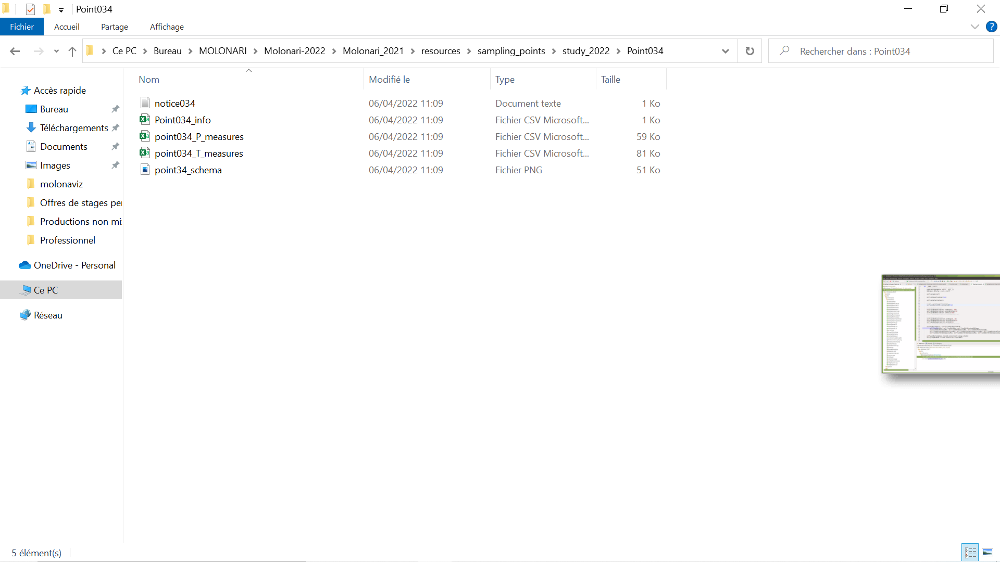 Point034
Fichier Accueil Partage Affichage
?
Ce PC Bureau MOLONARI Molonari-2022 Molonari_2021 resources sampling_points study_2022 Point034
Rechercher dans : Point034
Nom Modifié le Type Taille
notice034 06/04/2022 11:09 Document texte 1 Ko
Point034_info 06/04/2022 11:09 Fichier CSV Microsoft... 1 Ko
point034_P_measures 06/04/2022 11:09 Fichier CSV Microsoft... 59 Ko
point034_T_measures 06/04/2022 11:09 Fichier CSV Microsoft... 81 Ko
point34_schema 06/04/2022 11:09 Fichier PNG 51 Ko
Accès rapide
Bureau
Téléchargements
Documents
Images
molonaviz
Offres de stages per
Productions non mi
Professionnel
OneDrive - Personal
Ce PC
Réseau
5 élément(s)